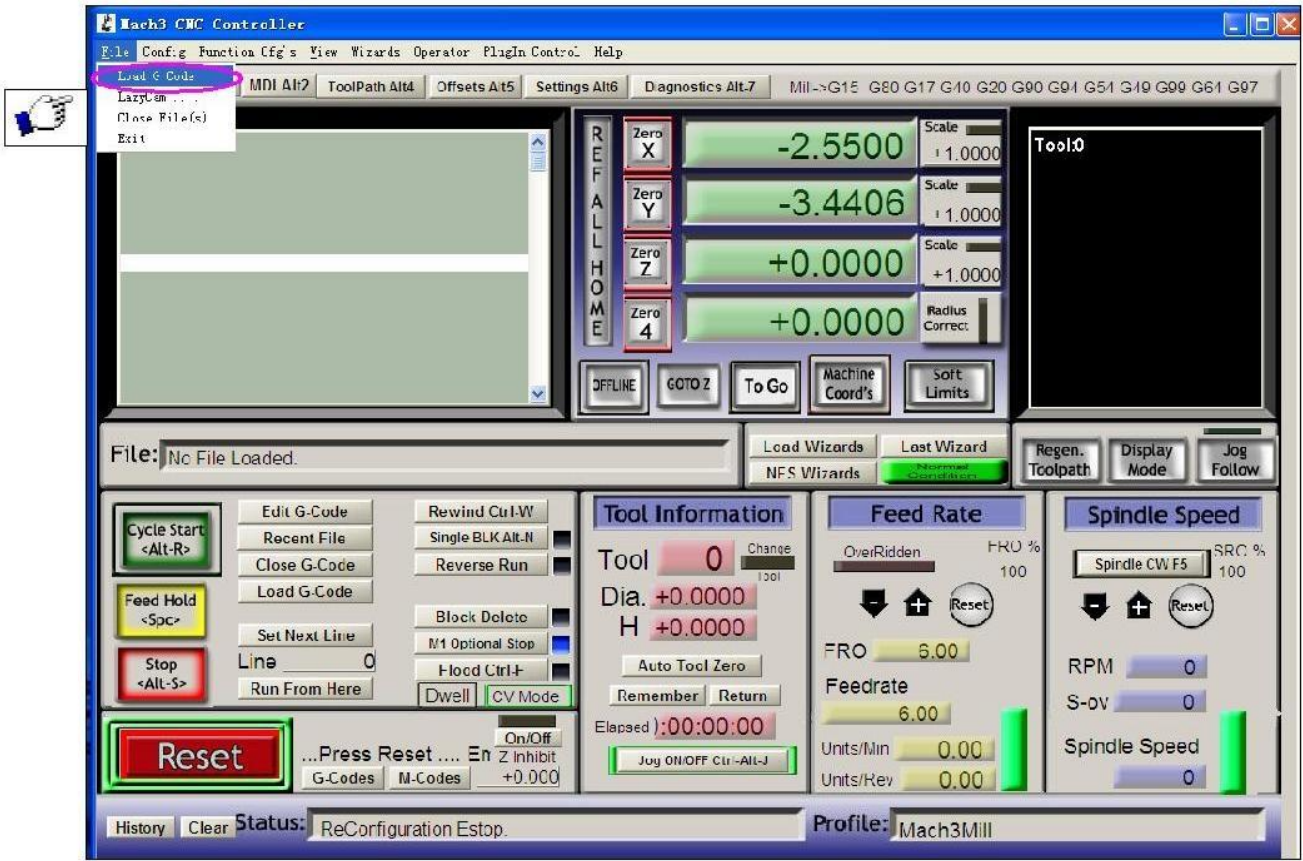 Mach3 CNC Controller
File Config Function Cfg's View Wizards Operator PlugIn Control Help
Load G-Code
LazyCam ....
Close File(s)
Exit
MDI Alt2 ToolPath Alt4 Offsets Alt5 Settings Alt6 Diagnostics Alt-7 Mill->G15 G80 G17 G40 G20 G90 G94 G54 G49 G99 G64 G97
REF ALL HOME
Zero X -2.5500 Scale +1.0000
Zero Y -3.4406 Scale +1.0000
Zero Z +0.0000 Scale +1.0000
Zero 4 +0.0000 Radius Correct
Tool:0
OFFLINE GOTO Z To Go Machine Coord's Soft Limits
File: No File Loaded.
Load Wizards Last Wizard
NFS Wizards Normal Condition
Regen. Toolpath Display Mode Jog Follow
Cycle Start <Alt-R>
Feed Hold <Spc>
Stop <Alt-S>
Edit G-Code
Recent File
Close G-Code
Load G-Code
Set Next Line
Line 0
Run From Here
Rewind Ctrl-W
Single BLK Alt-N
Reverse Run
Block Delete
M1 Optional Stop
Flood Ctrl-F
Dwell CV Mode
Reset
...Press Reset .... Em
G-Codes M-Codes
On/Off
Z Inhibit
+0.000
Tool Information
Tool 0 Change Tool
Dia. +0.0000
H +0.0000
Auto Tool Zero
Remember Return
Elapsed ):00:00:00
Jog ON/OFF Ctrl-Alt-J
Feed Rate
OverRidden FRO %
100
Reset
FRO 6.00
Feedrate
6.00
Units/Min 0.00
Units/Rev 0.00
Spindle Speed
Spindle CW F5 SRO %
100
Reset
RPM 0
S-ov 0
Spindle Speed
0
History Clear Status: ReConfiguration Estop.
Profile: Mach3Mill